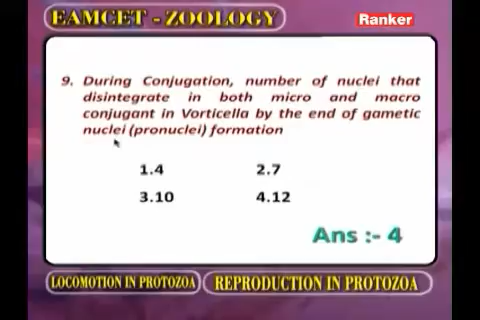 EAMCET - ZOOLOGY
Ranker
9. During Conjugation, number of nuclei that
disintegrate in both micro and macro
conjugant in Vorticella by the end of gametic
nuclei (pronuclei) formation
1.4 2.7
3.10 4.12
Ans :- 4
LOCOMOTION IN PROTOZOA REPRODUCTION IN PROTOZOA